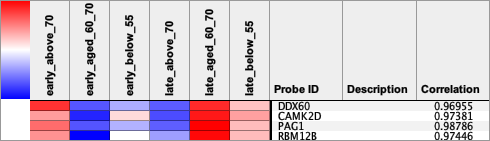 early_above_70
early_aged_60_70
early_below_55
late_above_70
late_aged_60_70
late_below_55
Probe ID Description Correlation
DDX60 0.96955
CAMK2D 0.97381
PAG1 0.98786
RBM12B 0.97446